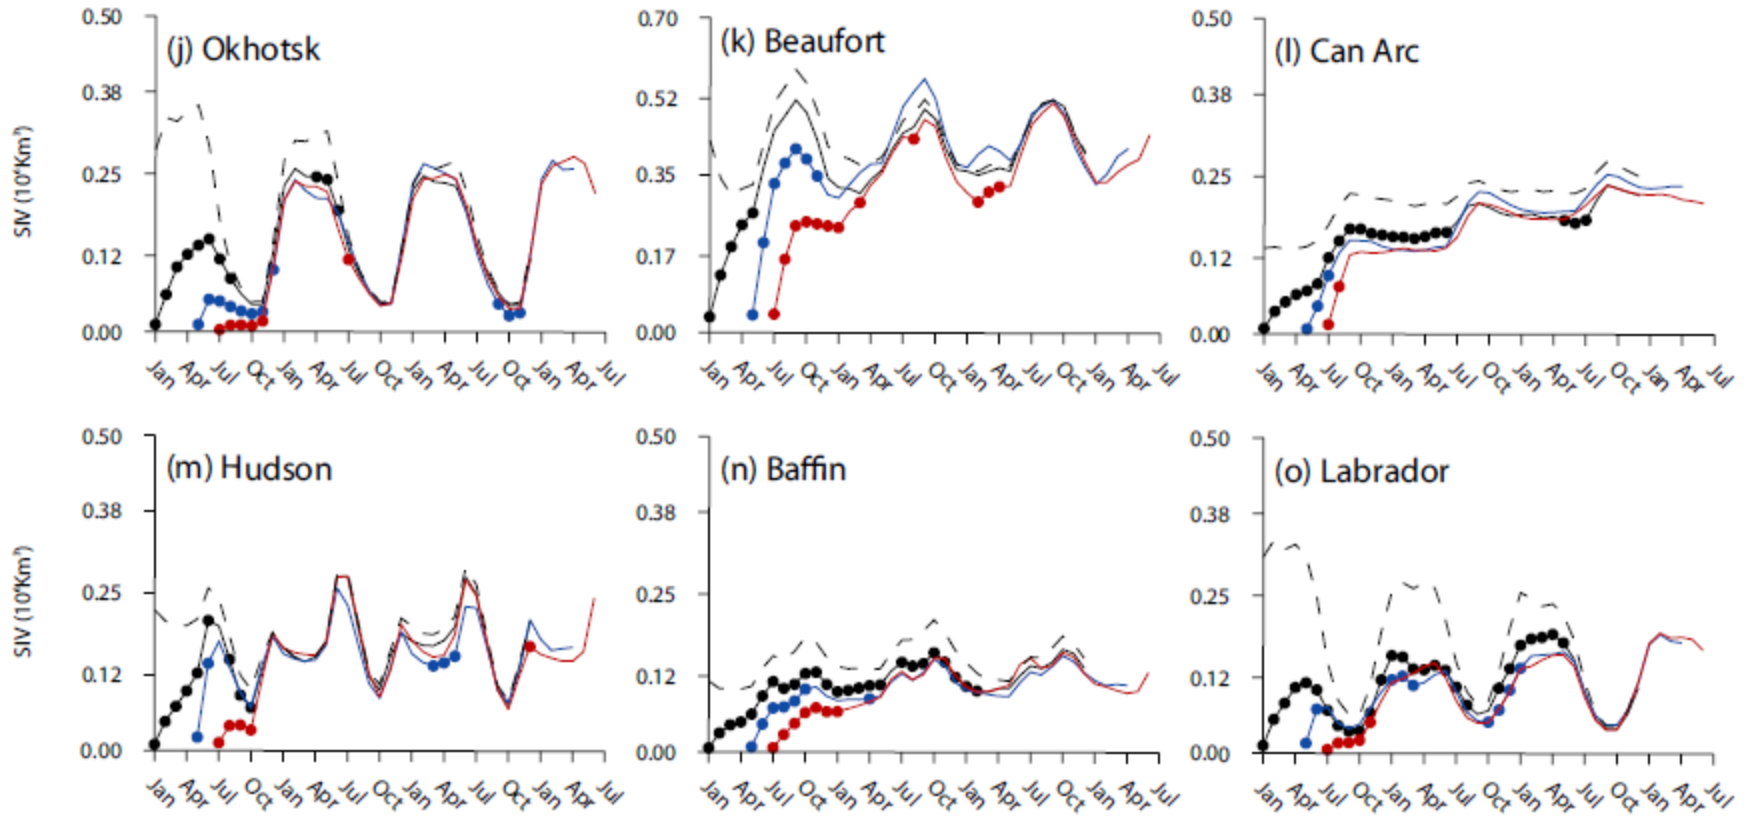 (j) Okhotsk
SIV
0.50
0.38
0.25
0.12
0.00
Jan Apr Jul Oct Jan Apr Jul Oct Jan Apr Jul Oct Jan Apr Jul
(k) Beaufort
0.70
0.52
0.35
0.17
0.00
Jan Apr Jul Oct Jan Apr Jul Oct Jan Apr Jul Oct Jan Apr Jul
(l) Can Arc
0.50
0.38
0.25
0.12
0.00
Jan Apr Jul Oct Jan Apr Jul Oct Jan Apr Jul Oct Jan Apr Jul
(m) Hudson
SIV
0.50
0.38
0.25
0.12
0.00
Jan Apr Jul Oct Jan Apr Jul Oct Jan Apr Jul Oct Jan Apr Jul
(n) Baffin
0.50
0.38
0.25
0.12
0.00
Jan Apr Jul Oct Jan Apr Jul Oct Jan Apr Jul Oct Jan Apr Jul
(o) Labrador
0.50
0.38
0.25
0.12
0.00
Jan Apr Jul Oct Jan Apr Jul Oct Jan Apr Jul Oct Jan Apr Jul